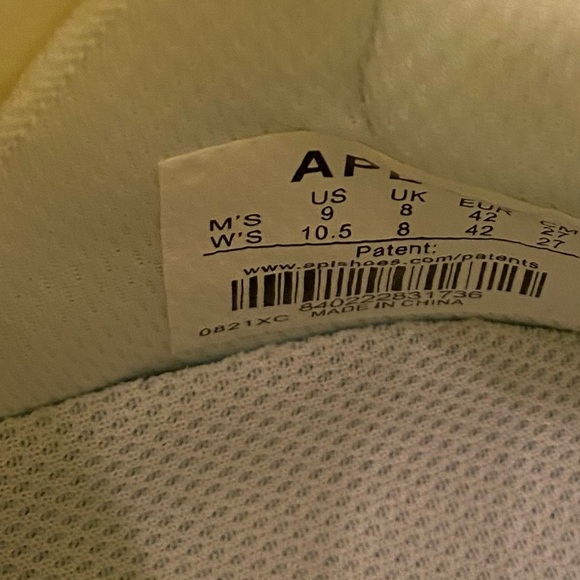 APL
US UK EUR CM
M'S 9 8 42 27
W'S 10.5 8 42 27
Patent:
www.aplshoes.com/patents
840222831736
0821XC MADE IN CHINA